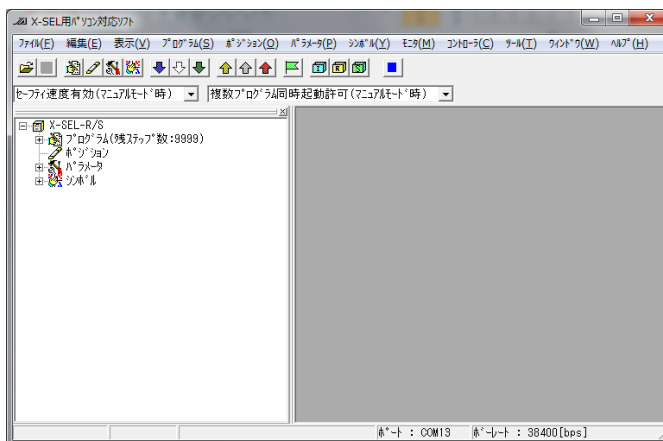 X-SEL用ﾊﾟｿｺﾝ対応ｿﾌﾄ
ﾌｧｲﾙ(F) 編集(E) 表示(V) ﾌﾟﾛｸﾞﾗﾑ(S) ﾎﾟｼﾞｼｮﾝ(O) ﾊﾟﾗﾒｰﾀ(P) ｼﾝﾎﾞﾙ(Y) ﾓﾆﾀ(M) ｺﾝﾄﾛｰﾗ(C) ﾂｰﾙ(T) ｳｨﾝﾄﾞｳ(W) ﾍﾙﾌﾟ(H)
ｾｰﾌﾃｨ速度有効(ﾏﾆｭｱﾙﾓｰﾄﾞ時) 複数ﾌﾟﾛｸﾞﾗﾑ同時起動許可(ﾏﾆｭｱﾙﾓｰﾄﾞ時)
X-SEL-R/S
ﾌﾟﾛｸﾞﾗﾑ(残ｽﾃｯﾌﾟ数:9999)
ﾎﾟｼﾞｼｮﾝ
ﾊﾟﾗﾒｰﾀ
ｼﾝﾎﾞﾙ
ﾎﾟｰﾄ : COM13 ﾎﾞｰﾚｰﾄ : 38400[bps]